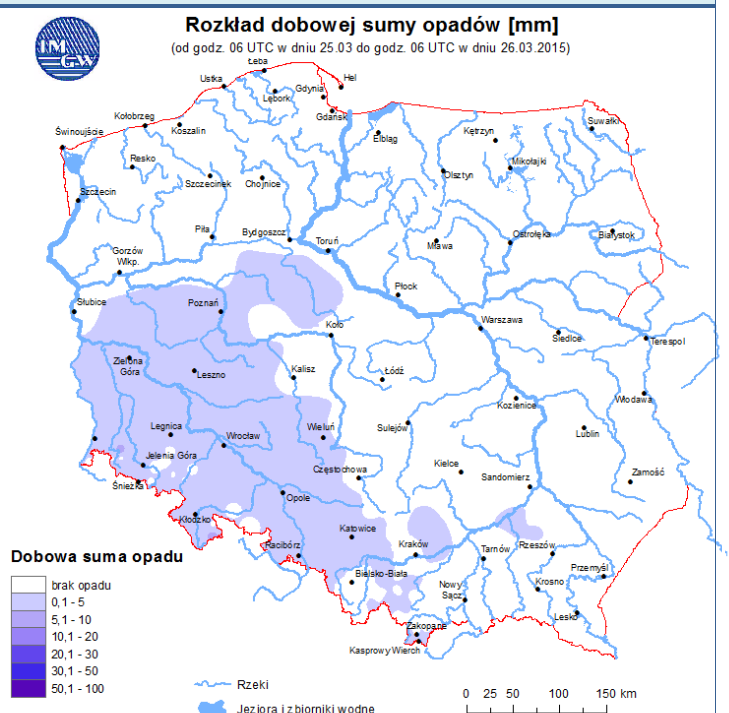 Rozkład dobowej sumy opadów [mm]
(od godz. 06 UTC w dniu 25.03 do godz. 06 UTC w dniu 26.03.2015)
IM
GW
Łeba
Ustka
Hel
Lębork
Gdynia
Gdańsk
Kołobrzeg
Koszalin
Elbląg
Kętrzyn
Suwałki
Świnoujście
Resko
Mikołajki
Szczecinek
Chojnice
Olsztyn
Szczecin
Piła
Bydgoszcz
Toruń
Mława
Ostrołęka
Białystok
Gorzów
Wlkp.
Płock
Słubice
Poznań
Koło
Warszawa
Siedlce
Terespol
Zielona
Góra
Leszno
Kalisz
Łódź
Kozienice
Włodawa
Legnica
Wrocław
Wieluń
Sulejów
Lublin
Jelenia Góra
Śnieżka
Częstochowa
Kielce
Sandomierz
Zamość
Opole
Kłodzko
Katowice
Racibórz
Kraków
Tarnów
Rzeszów
Przemyśl
Bielsko-Biała
Nowy
Sącz
Krosno
Lesko
Zakopane
Kasprowy Wierch
Dobowa suma opadu
brak opadu
0,1 - 5
5,1 - 10
10,1 - 20
20,1 - 30
30,1 - 50
50,1 - 100
Rzeki
Jeziora i zbiorniki wodne
0 25 50 100 150 km